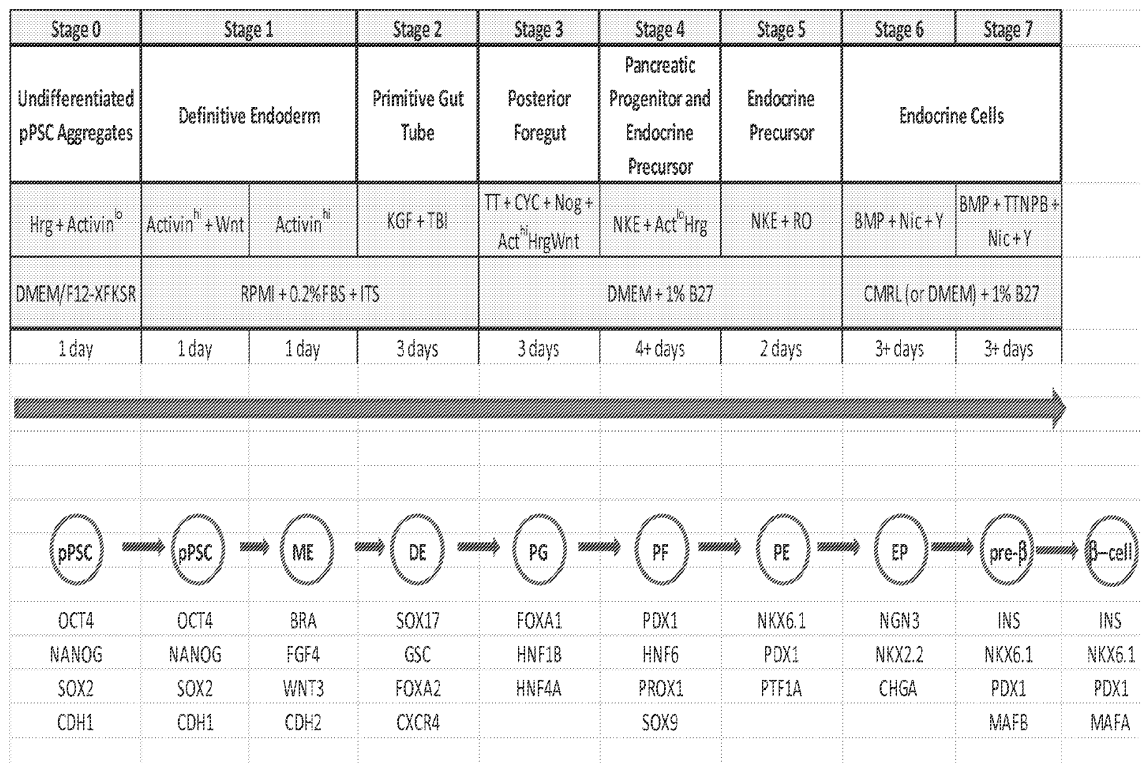 Stage 0 Stage 1 Stage 2 Stage 3 Stage 4 Stage 5 Stage 6 Stage 7
Undifferentiated
pPSC Aggregates
Definitive Endoderm
Primitive Gut
Tube
Posterior
Foregut
Pancreatic
Progenitor and
Endocrine
Precursor
Endocrine
Precursor
Endocrine Cells
Hrg + Activin^lo
Activin^hi + Wnt
Activin^hi
KGF + TBI
TT + CYC + Nog +
Act^hi HrgWnt
NKE + Act^lo Hrg
NKE + RO
BMP + Nic + Y
BMP + TTNPB +
Nic + Y
DMEM/F12-XFKSR RPMI + 0.2%FBS + ITS DMEM + 1% B27 CMRL (or DMEM) + 1% B27
1 day 1 day 1 day 3 days 3 days 4+ days 2 days 3+ days 3+ days
pPSC pPSC ME DE PG PF PE EP pre-β β–cell
OCT4 OCT4 BRA SOX17 FOXA1 PDX1 NKX6.1 NGN3 INS INS
NANOG NANOG FGF4 GSC HNF1B HNF6 PDX1 NKX2.2 NKX6.1 NKX6.1
SOX2 SOX2 WNT3 FOXA2 HNF4A PROX1 PTF1A CHGA PDX1 PDX1
CDH1 CDH1 CDH2 CXCR4 SOX9 MAFB MAFA